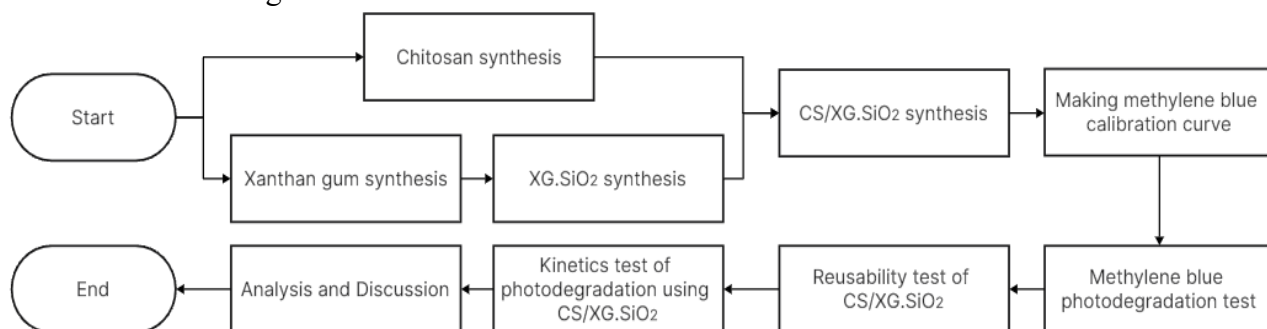 Chitosan synthesis
Start
CS/XG.SiO2 synthesis
Making methylene blue
calibration curve
Xanthan gum synthesis
XG.SiO2 synthesis
End
Analysis and Discussion
Kinetics test of
photodegradation using
CS/XG.SiO2
Reusability test of
CS/XG.SiO2
Methylene blue
photodegradation test